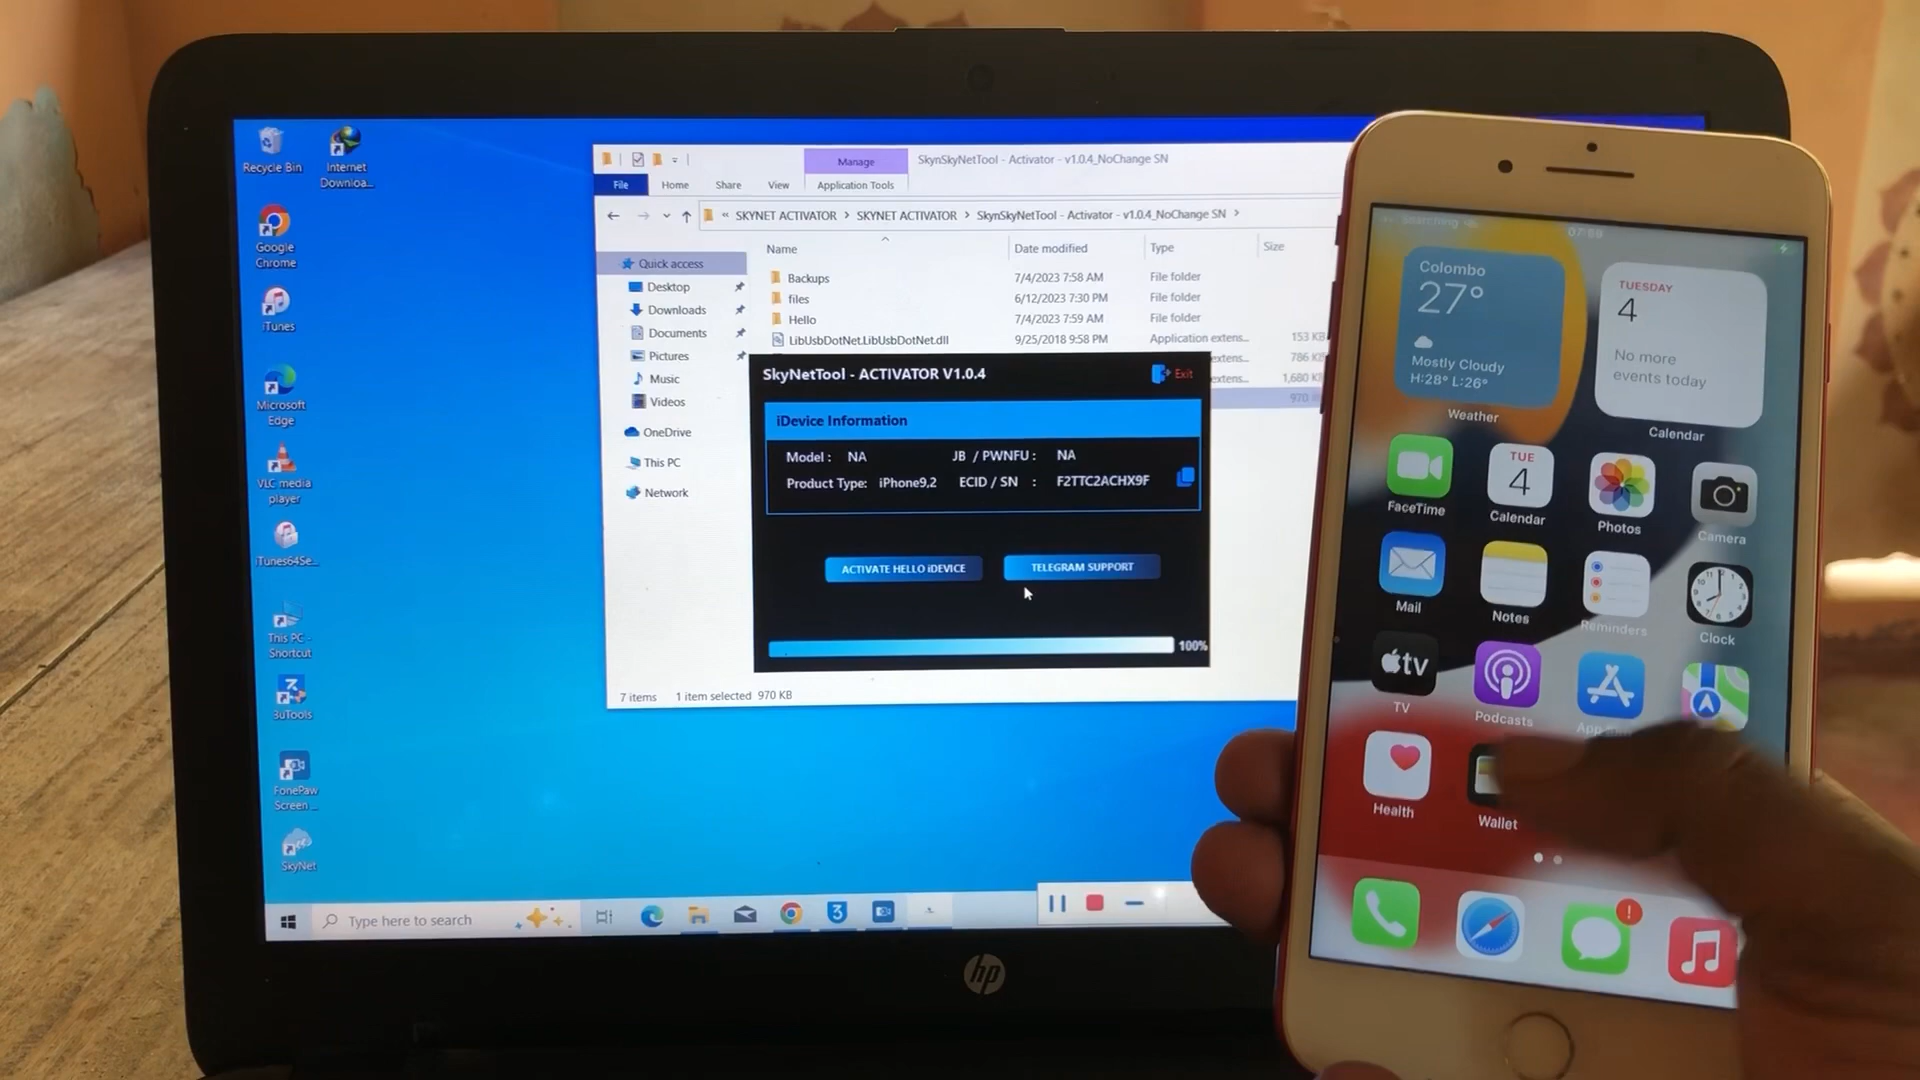 Recycle Bin
Internet
Downloa...
Google
Chrome
iTunes
Microsoft
Edge
VLC media
player
iTunes64Se...
This PC -
Shortcut
3uTools
FonePaw
Screen ...
SkyNet
Manage
SkynSkyNetTool - Activator - v1.0.4_NoChange SN
File
Home
Share
View
Application Tools
« SKYNET ACTIVATOR > SKYNET ACTIVATOR > SkynSkyNetTool - Activator - v1.0.4_NoChange SN >
Name
Date modified
Type
Size
Quick access
Desktop
Downloads
Documents
Pictures
Music
Videos
OneDrive
This PC
Network
Backups 7/4/2023 7:58 AM File folder
files 6/12/2023 7:30 PM File folder
Hello 7/4/2023 7:59 AM File folder
LibUsbDotNet.LibUsbDotNet.dll 9/25/2018 9:58 PM Application extens... 153 KB
extens... 786 K
extens... 1,680 K
970
SkyNetTool - ACTIVATOR V1.0.4
Exit
iDevice Information
Model : NA JB / PWNFU : NA
Product Type: iPhone9,2 ECID / SN : F2TTC2ACHX9F
ACTIVATE HELLO iDEVICE
TELEGRAM SUPPORT
100%
7 items 1 item selected 970 KB
Type here to search
hp
Searching
07:59
Colombo
27°
Mostly Cloudy
H:28° L:26°
Weather
TUESDAY
4
No more
events today
Calendar
FaceTime
TUE
4
Calendar
Photos
Camera
Mail
Notes
Reminders
Clock
tv
TV
Podcasts
App
Health
Wallet